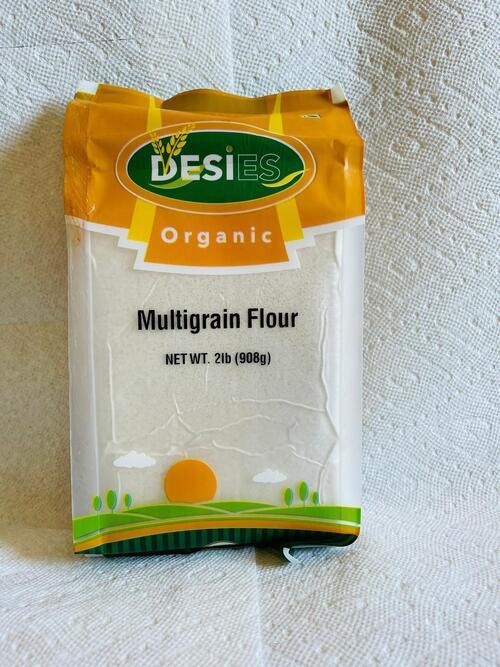 DESIES
Organic
Multigrain Flour
NET WT. 2lb (908g)